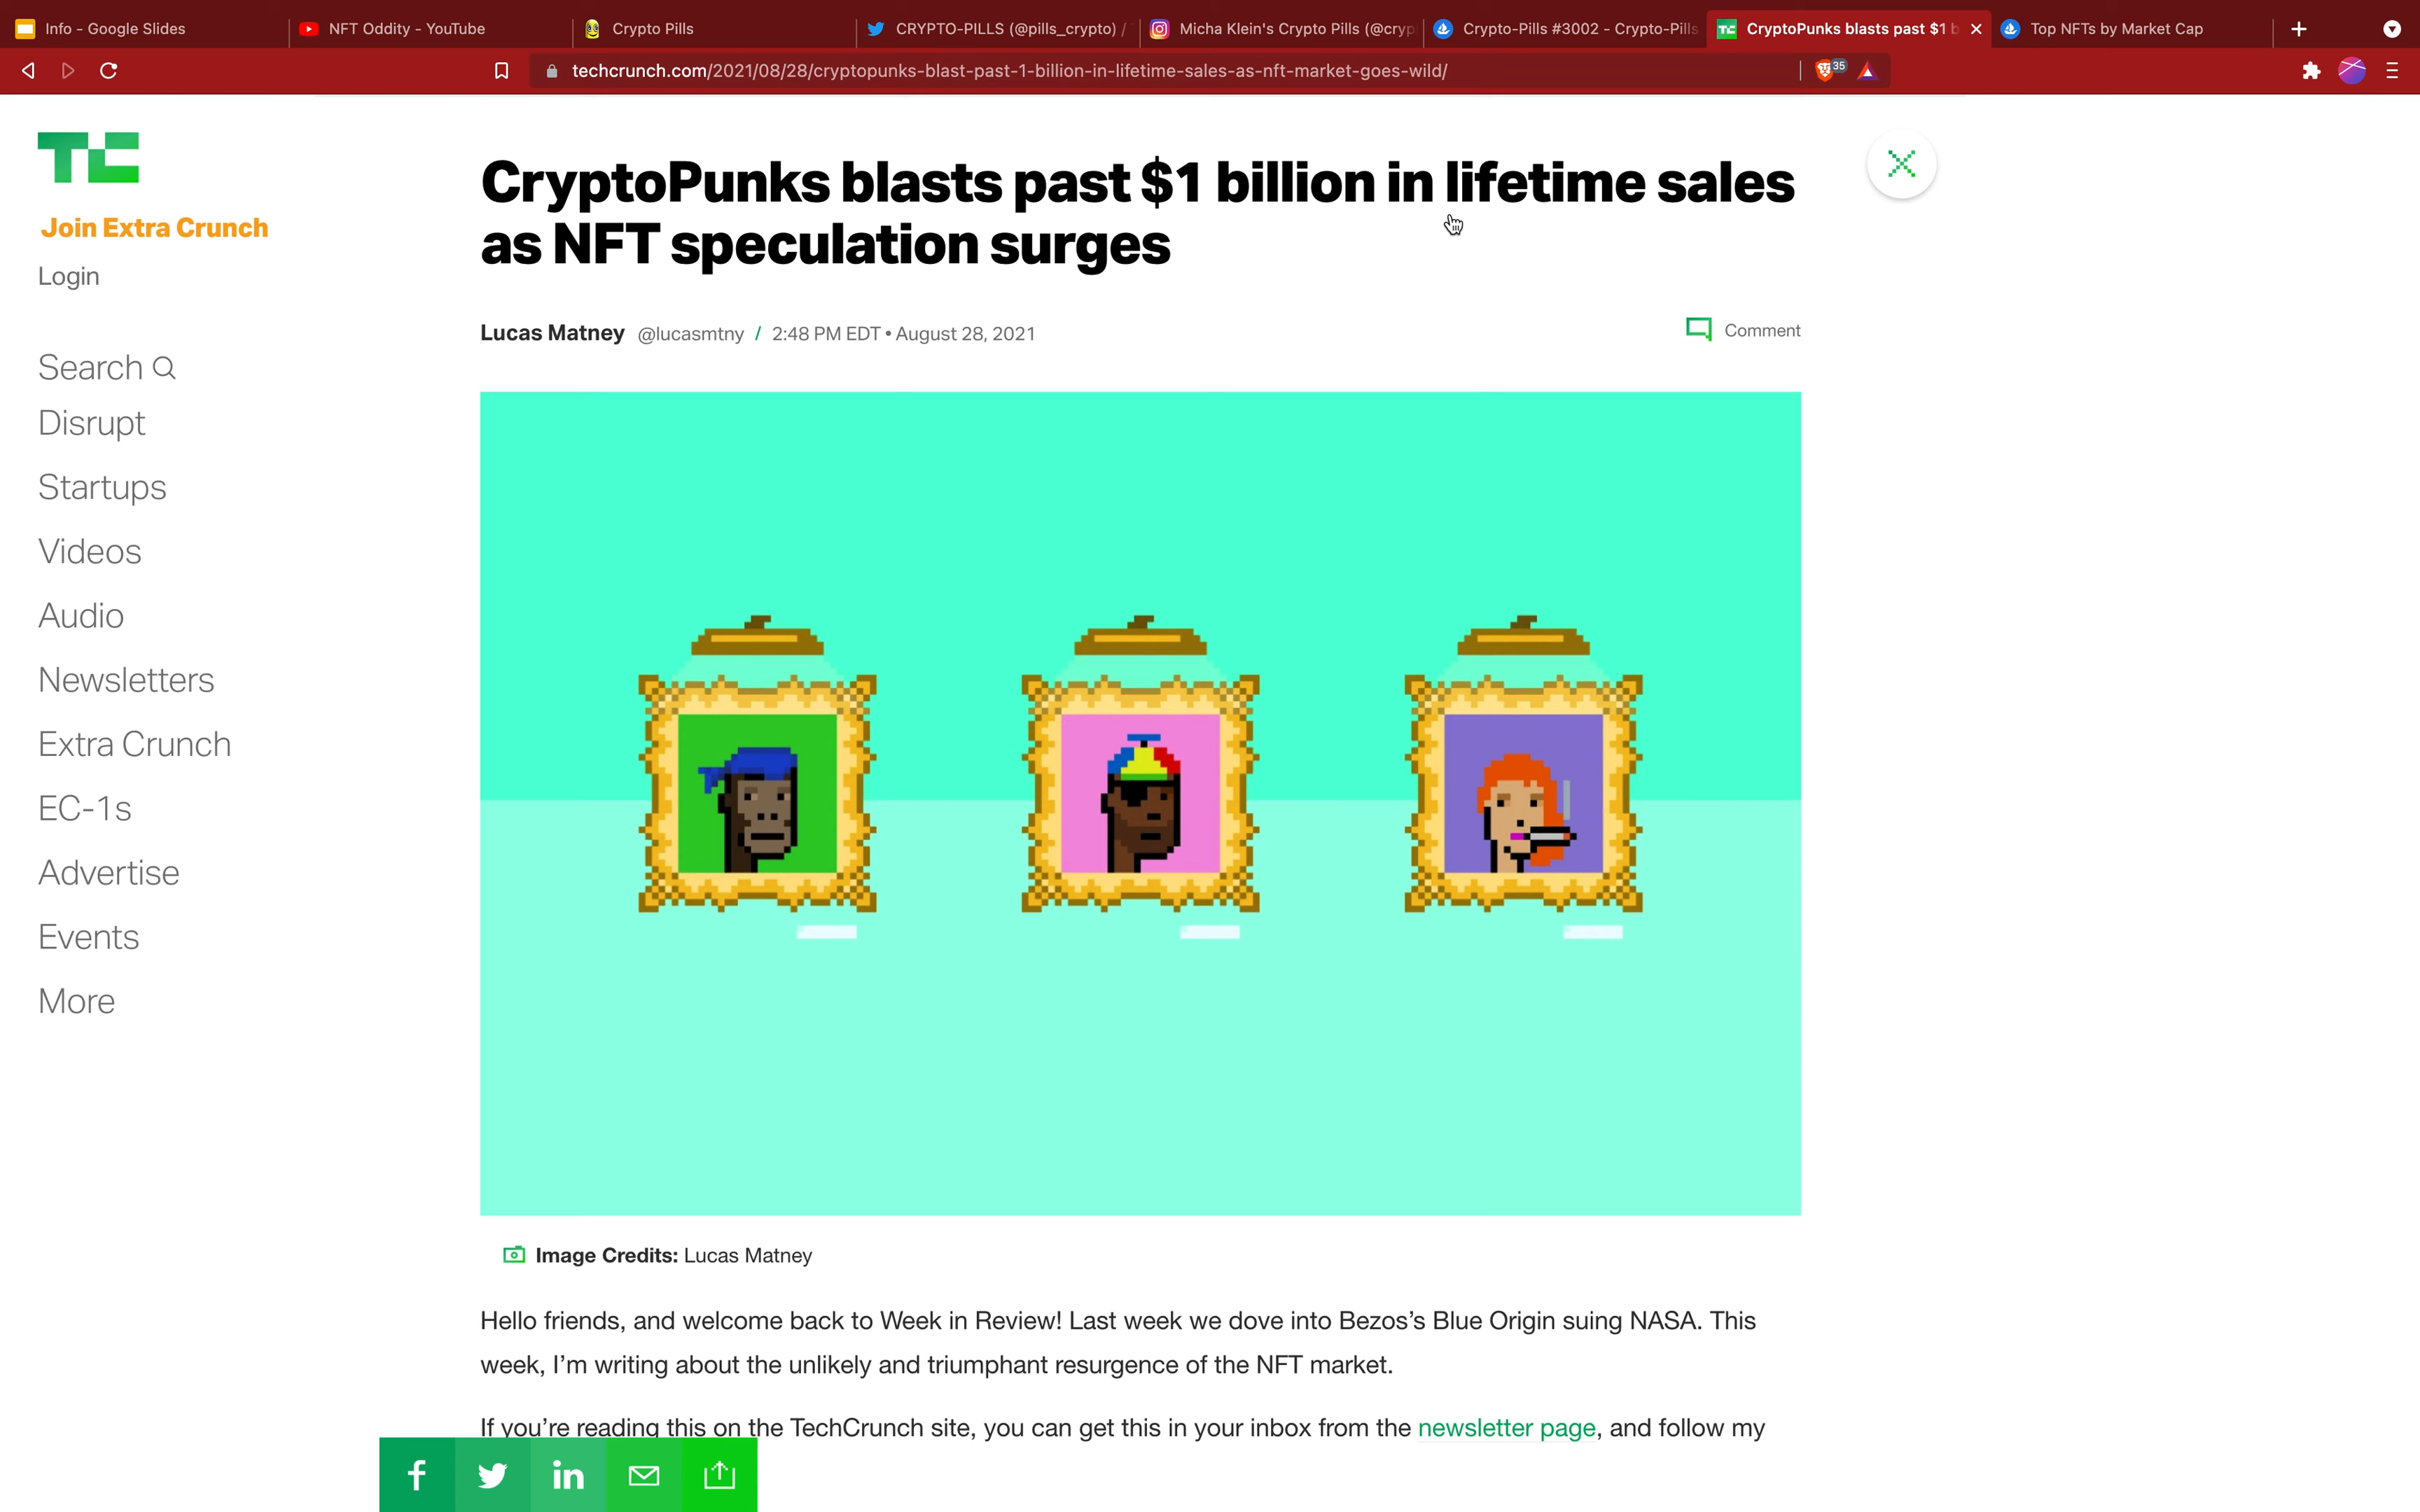 Info - Google Slides
NFT Oddity - YouTube
Crypto Pills
CRYPTO-PILLS (@pills_crypto) /
Micha Klein's Crypto Pills (@cryp
Crypto-Pills #3002 - Crypto-Pills
CryptoPunks blasts past $1 b
Top NFTs by Market Cap
techcrunch.com/2021/08/28/cryptopunks-blast-past-1-billion-in-lifetime-sales-as-nft-market-goes-wild/
35
TC
Join Extra Crunch
Login
Search
Disrupt
Startups
Videos
Audio
Newsletters
Extra Crunch
EC-1s
Advertise
Events
More
CryptoPunks blasts past $1 billion in lifetime sales
as NFT speculation surges
Lucas Matney @lucasmtny / 2:48 PM EDT • August 28, 2021
Comment
Image Credits: Lucas Matney
Hello friends, and welcome back to Week in Review! Last week we dove into Bezos’s Blue Origin suing NASA. This
week, I’m writing about the unlikely and triumphant resurgence of the NFT market.
If you’re reading this on the TechCrunch site, you can get this in your inbox from the newsletter page, and follow my